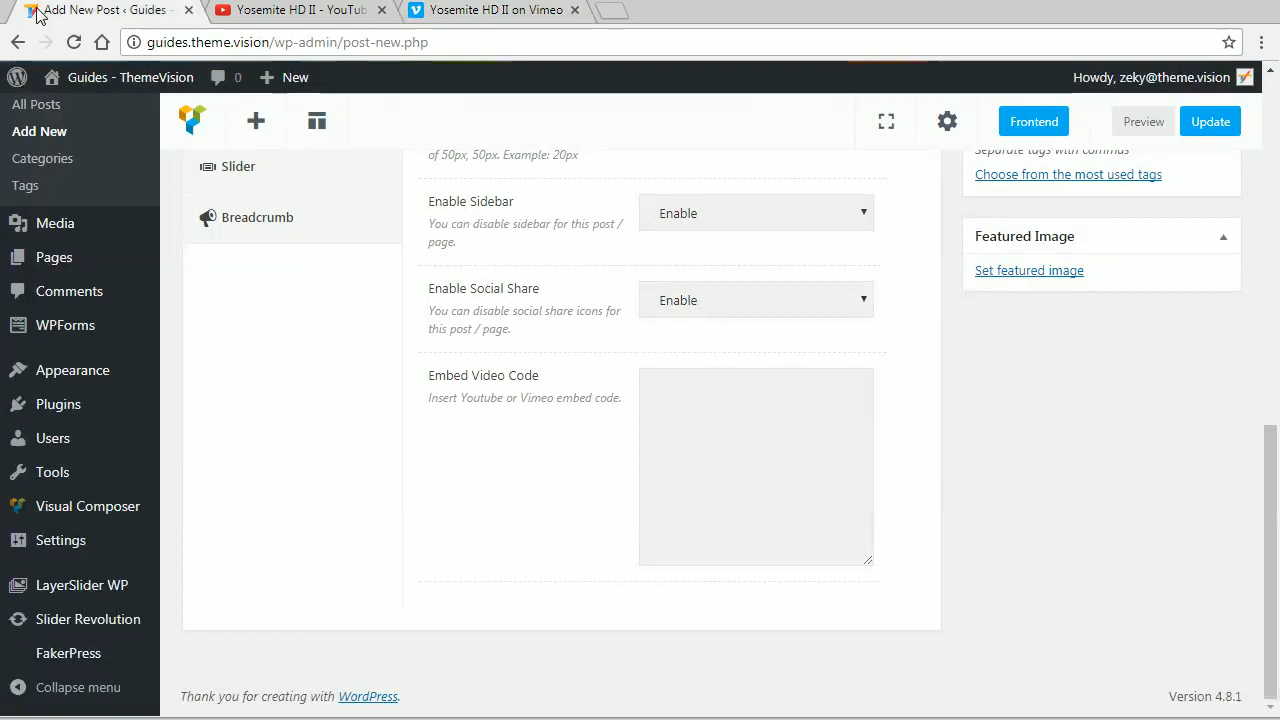 Add New Post ‹ Guides -
Yosemite HD II - YouTub
Yosemite HD II on Vimeo
guides.theme.vision/wp-admin/post-new.php
Guides - ThemeVision
0
New
Howdy, zeky@theme.vision
All Posts
Add New
Categories
Tags
Media
Pages
Comments
WPForms
Appearance
Plugins
Users
Tools
Visual Composer
Settings
LayerSlider WP
Slider Revolution
FakerPress
Collapse menu
Frontend
Preview
Update
Slider
Breadcrumb
of 50px, 50px. Example: 20px
Enable Sidebar
You can disable sidebar for this post /
page.
Enable
Enable Social Share
You can disable social share icons for
this post / page.
Enable
Embed Video Code
Insert Youtube or Vimeo embed code.
Separate tags with commas
Choose from the most used tags
Featured Image
Set featured image
Thank you for creating with WordPress.
Version 4.8.1